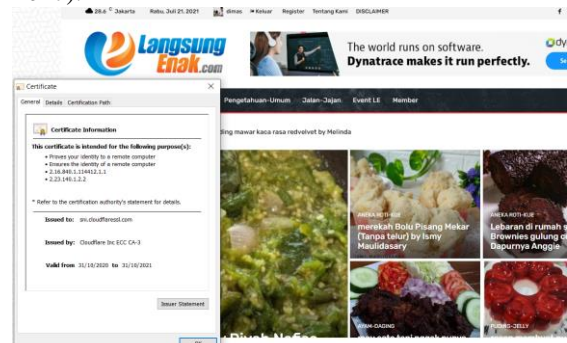 28.6 C Jakarta Rabu, Juli 21, 2021 dimas Keluar Register Tentang Kami DISCLAIMER
Langsung
Enak.com
The world runs on software.
Dynatrace makes it run perfectly.
Certificate
General Details Certification Path
Pengetahuan-Umum Jalan-Jajan Event LE Member
Certificate Information
ding mawar kaca rasa redvelvet by Melinda
This certificate is intended for the following purpose(s):
• Proves your identity to a remote computer
• Ensures the identity of a remote computer
• 2.16.840.1.114412.1.1
• 2.23.140.1.2.2
* Refer to the certification authority's statement for details.
Issued to: sni.cloudflaressl.com
Issued by: Cloudflare Inc ECC CA-3
Valid from 31/10/2020 to 31/10/2021
Issuer Statement
OK
ANEKA ROTI-KUE
merekah Bolu Pisang Mekar
(Tanpa telur) by Ismy
Maulidasary
ANEKA ROTI-KUE
Lebaran di rumah
Brownies gulung
Dapurnya Anggie
AYAM-DAGING
PUDING-JELLY